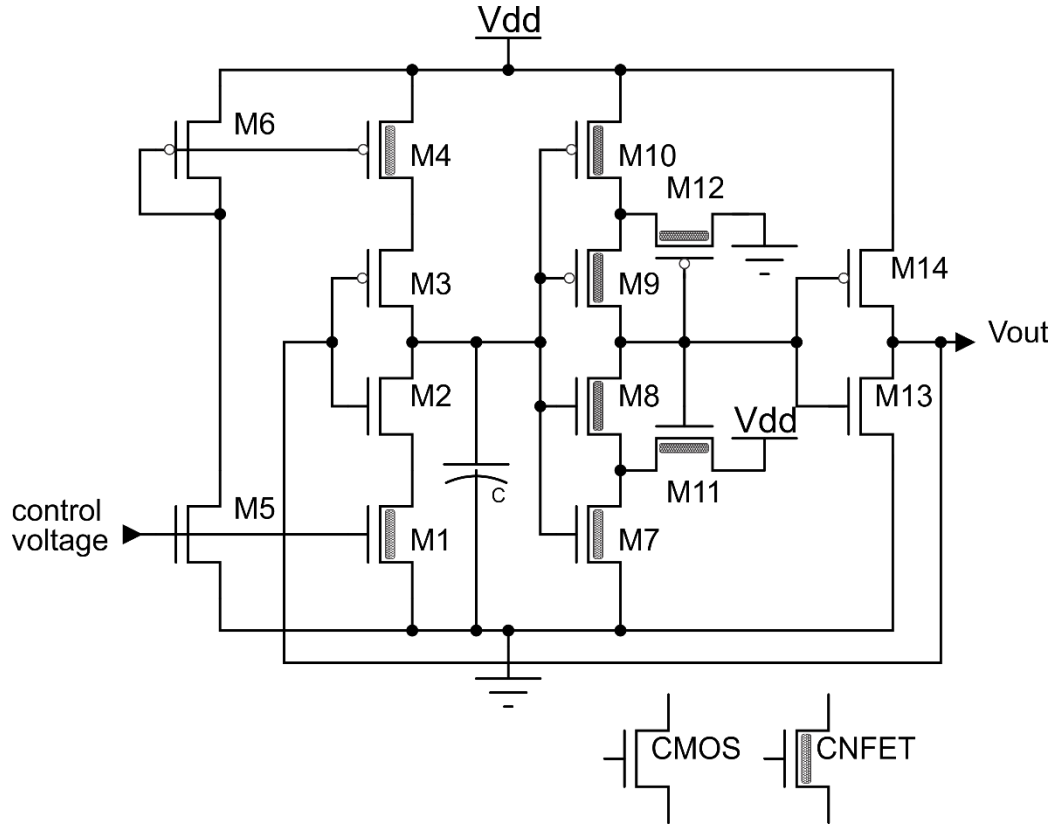 Vdd
M6
M4
M10
M12
M3
M9
M14
Vout
M2
M8
M13
Vdd
M11
C
control
voltage
M5
M1
M7
CMOS
CNFET